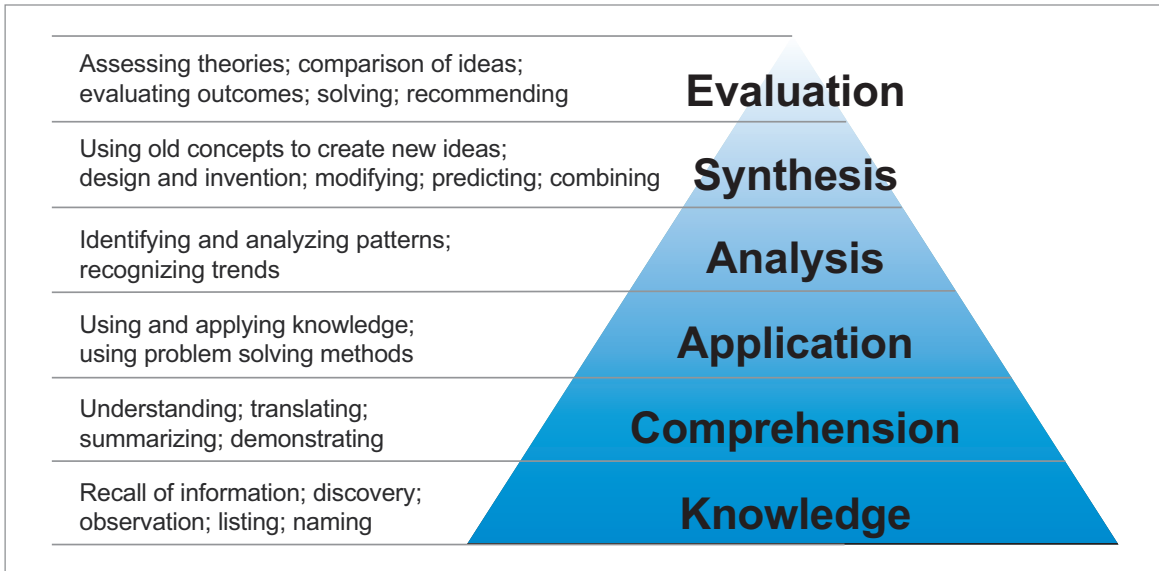 Assessing theories; comparison of ideas;
evaluating outcomes; solving; recommending
Evaluation
Using old concepts to create new ideas;
design and invention; modifying; predicting; combining
Synthesis
Identifying and analyzing patterns;
recognizing trends
Analysis
Using and applying knowledge;
using problem solving methods
Application
Understanding; translating;
summarizing; demonstrating
Comprehension
Recall of information; discovery;
observation; listing; naming
Knowledge